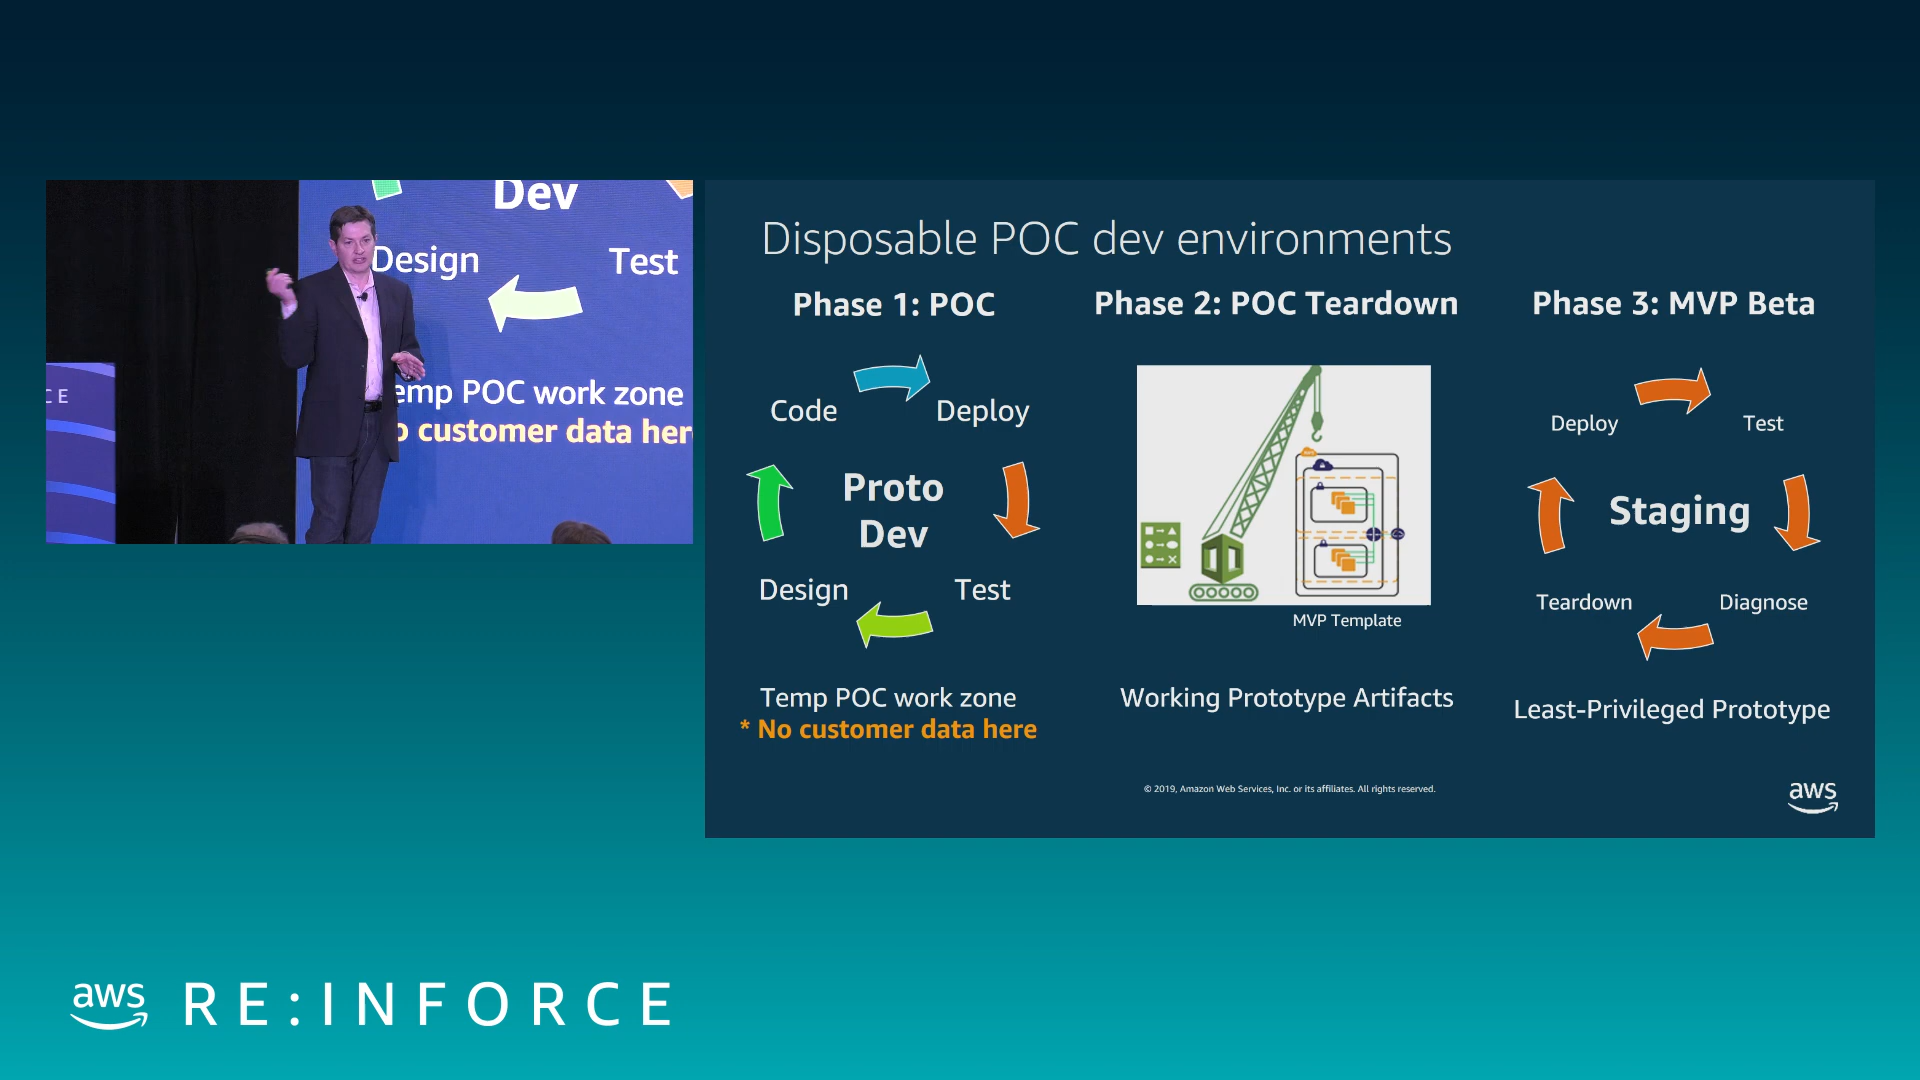 Dev
Design
Test
emp POC work zone
o customer data her
C E
Disposable POC dev environments
Phase 1: POC
Code
Deploy
Proto
Dev
Design
Test
Temp POC work zone
* No customer data here
Phase 2: POC Teardown
MVP Template
Working Prototype Artifacts
Phase 3: MVP Beta
Deploy
Test
Staging
Teardown
Diagnose
Least-Privileged Prototype
© 2019, Amazon Web Services, Inc. or its affiliates. All rights reserved.
aws
aws RE:INFORCE